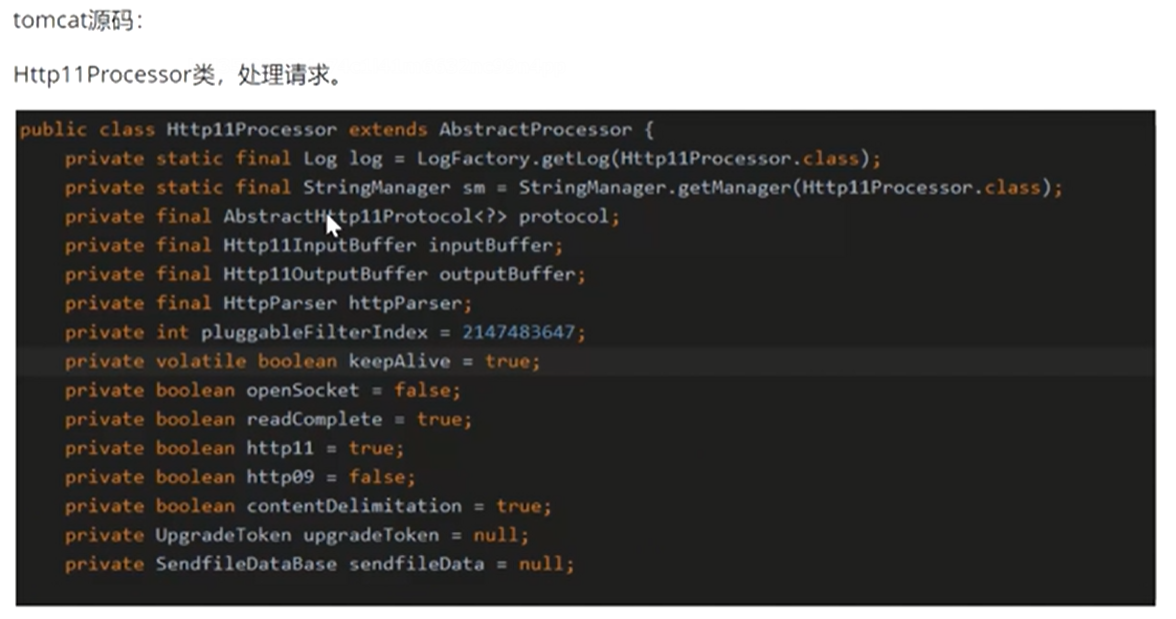 tomcat源码：
Http11Processor类，处理请求。
public class Http11Processor extends AbstractProcessor {
    private static final Log log = LogFactory.getLog(Http11Processor.class);
    private static final StringManager sm = StringManager.getManager(Http11Processor.class);
    private final AbstractHttp11Protocol<?> protocol;
    private final Http11InputBuffer inputBuffer;
    private final Http11OutputBuffer outputBuffer;
    private final HttpParser httpParser;
    private int pluggableFilterIndex = 2147483647;
    private volatile boolean keepAlive = true;
    private boolean openSocket = false;
    private boolean readComplete = true;
    private boolean http11 = true;
    private boolean http09 = false;
    private boolean contentDelimitation = true;
    private UpgradeToken upgradeToken = null;
    private SendfileDataBase sendfileData = null;